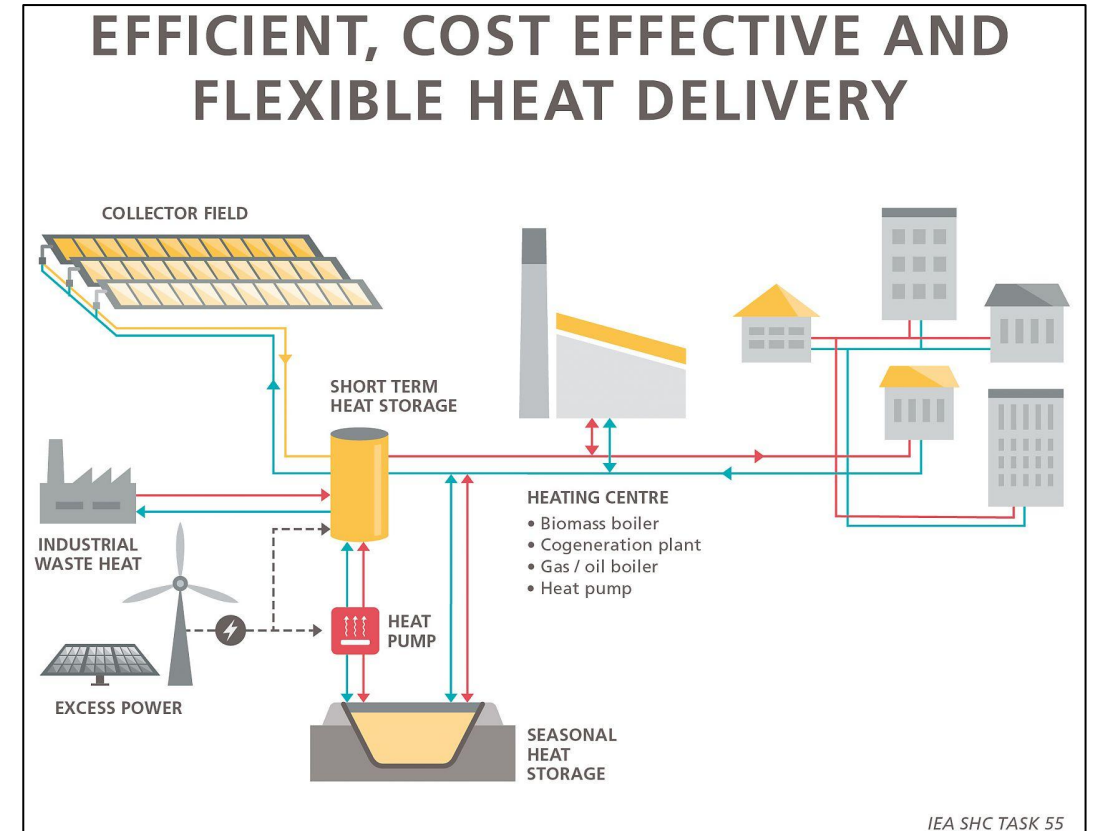 EFFICIENT, COST EFFECTIVE AND
FLEXIBLE HEAT DELIVERY
COLLECTOR FIELD
SHORT TERM
HEAT STORAGE
HEATING CENTRE
• Biomass boiler
• Cogeneration plant
• Gas / oil boiler
• Heat pump
INDUSTRIAL
WASTE HEAT
HEAT
PUMP
EXCESS POWER
SEASONAL
HEAT
STORAGE
IEA SHC TASK 55